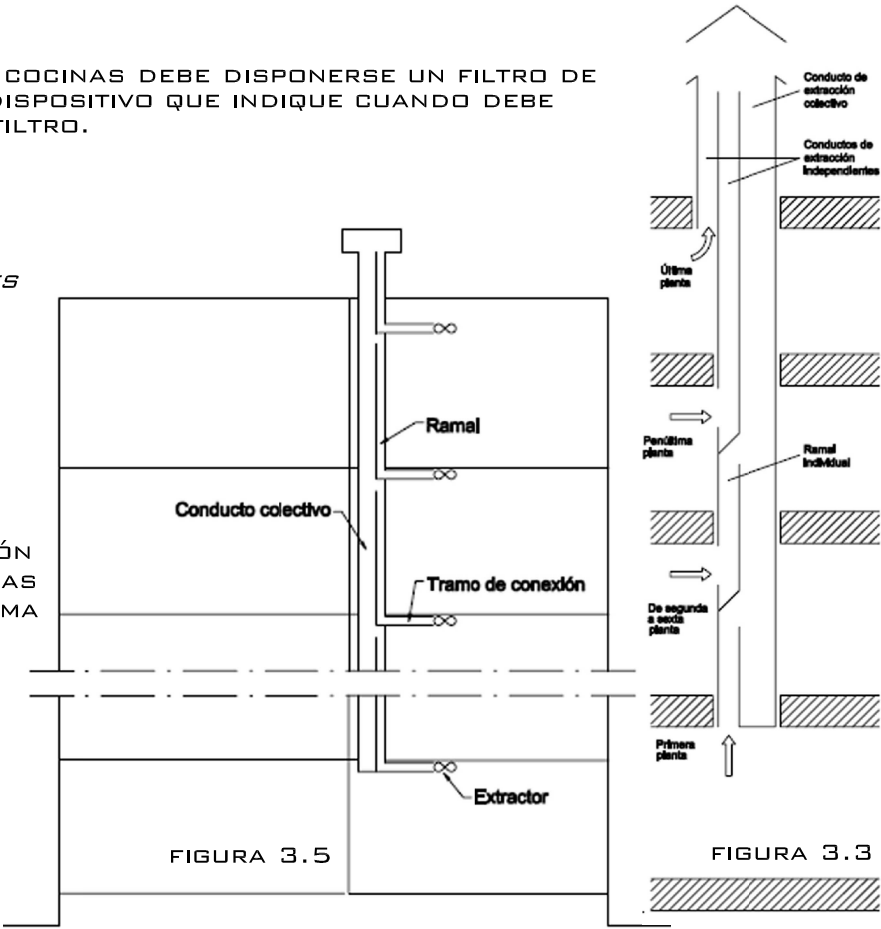 COCINAS DEBE DISPONERSE UN FILTRO DE
DISPOSITIVO QUE INDIQUE CUANDO DEBE
FILTRO.
ES
ÓN
AS
MA
Ramal
Conducto colectivo
Tramo de conexión
Extractor
FIGURA 3.5
Conducto de
extracción
colectivo
Conductos de
extracción
Independientes
Última
planta
Penúltima
planta
Ramal
Individual
De segunda
a sexta
planta
Primera
planta
FIGURA 3.3